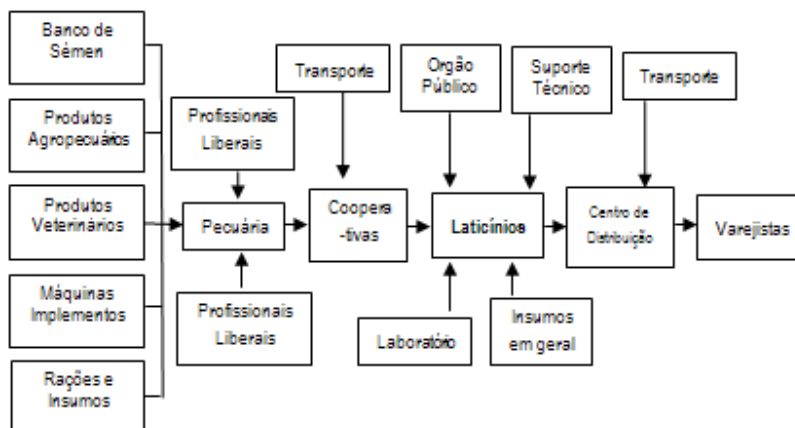 Banco de
Sémen
Produtos
Agropecuários
Produtos
Veterinários
Máquinas
Implementos
Rações e
Insumos
Profissionais
Liberais
Pecuária
Profissionais
Liberais
Transporte
Coopera
-tivas
Orgão
Público
Suporte
Técnico
Laticínios
Laboratório
Insumos
em geral
Transporte
Centro de
Distribuição
Varejistas